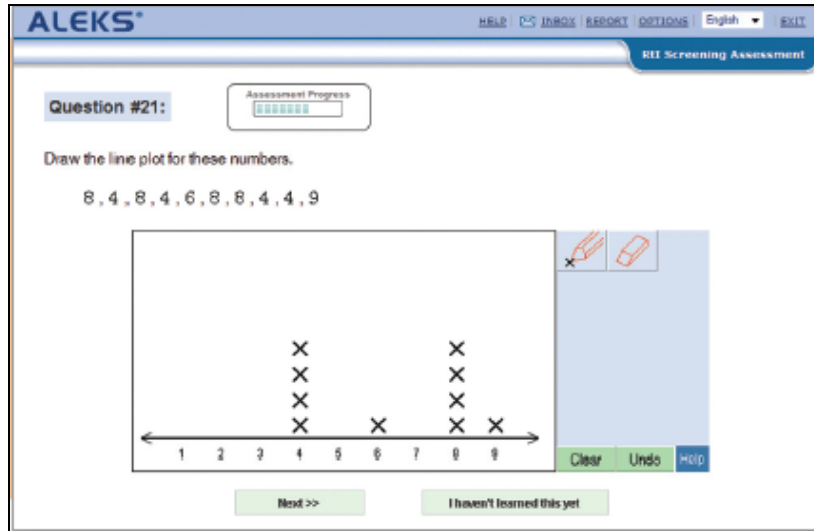 ALEKS®
HELP | INBOX | REPORT | OPTIONS | English | EXIT
RtI Screening Assessment
Question #21:
Assessment Progress
Draw the line plot for these numbers.
8,4,8,4,6,8,8,4,4,9
1 2 3 4 5 6 7 8 9
Clear Undo Help
Next >> I haven't learned this yet